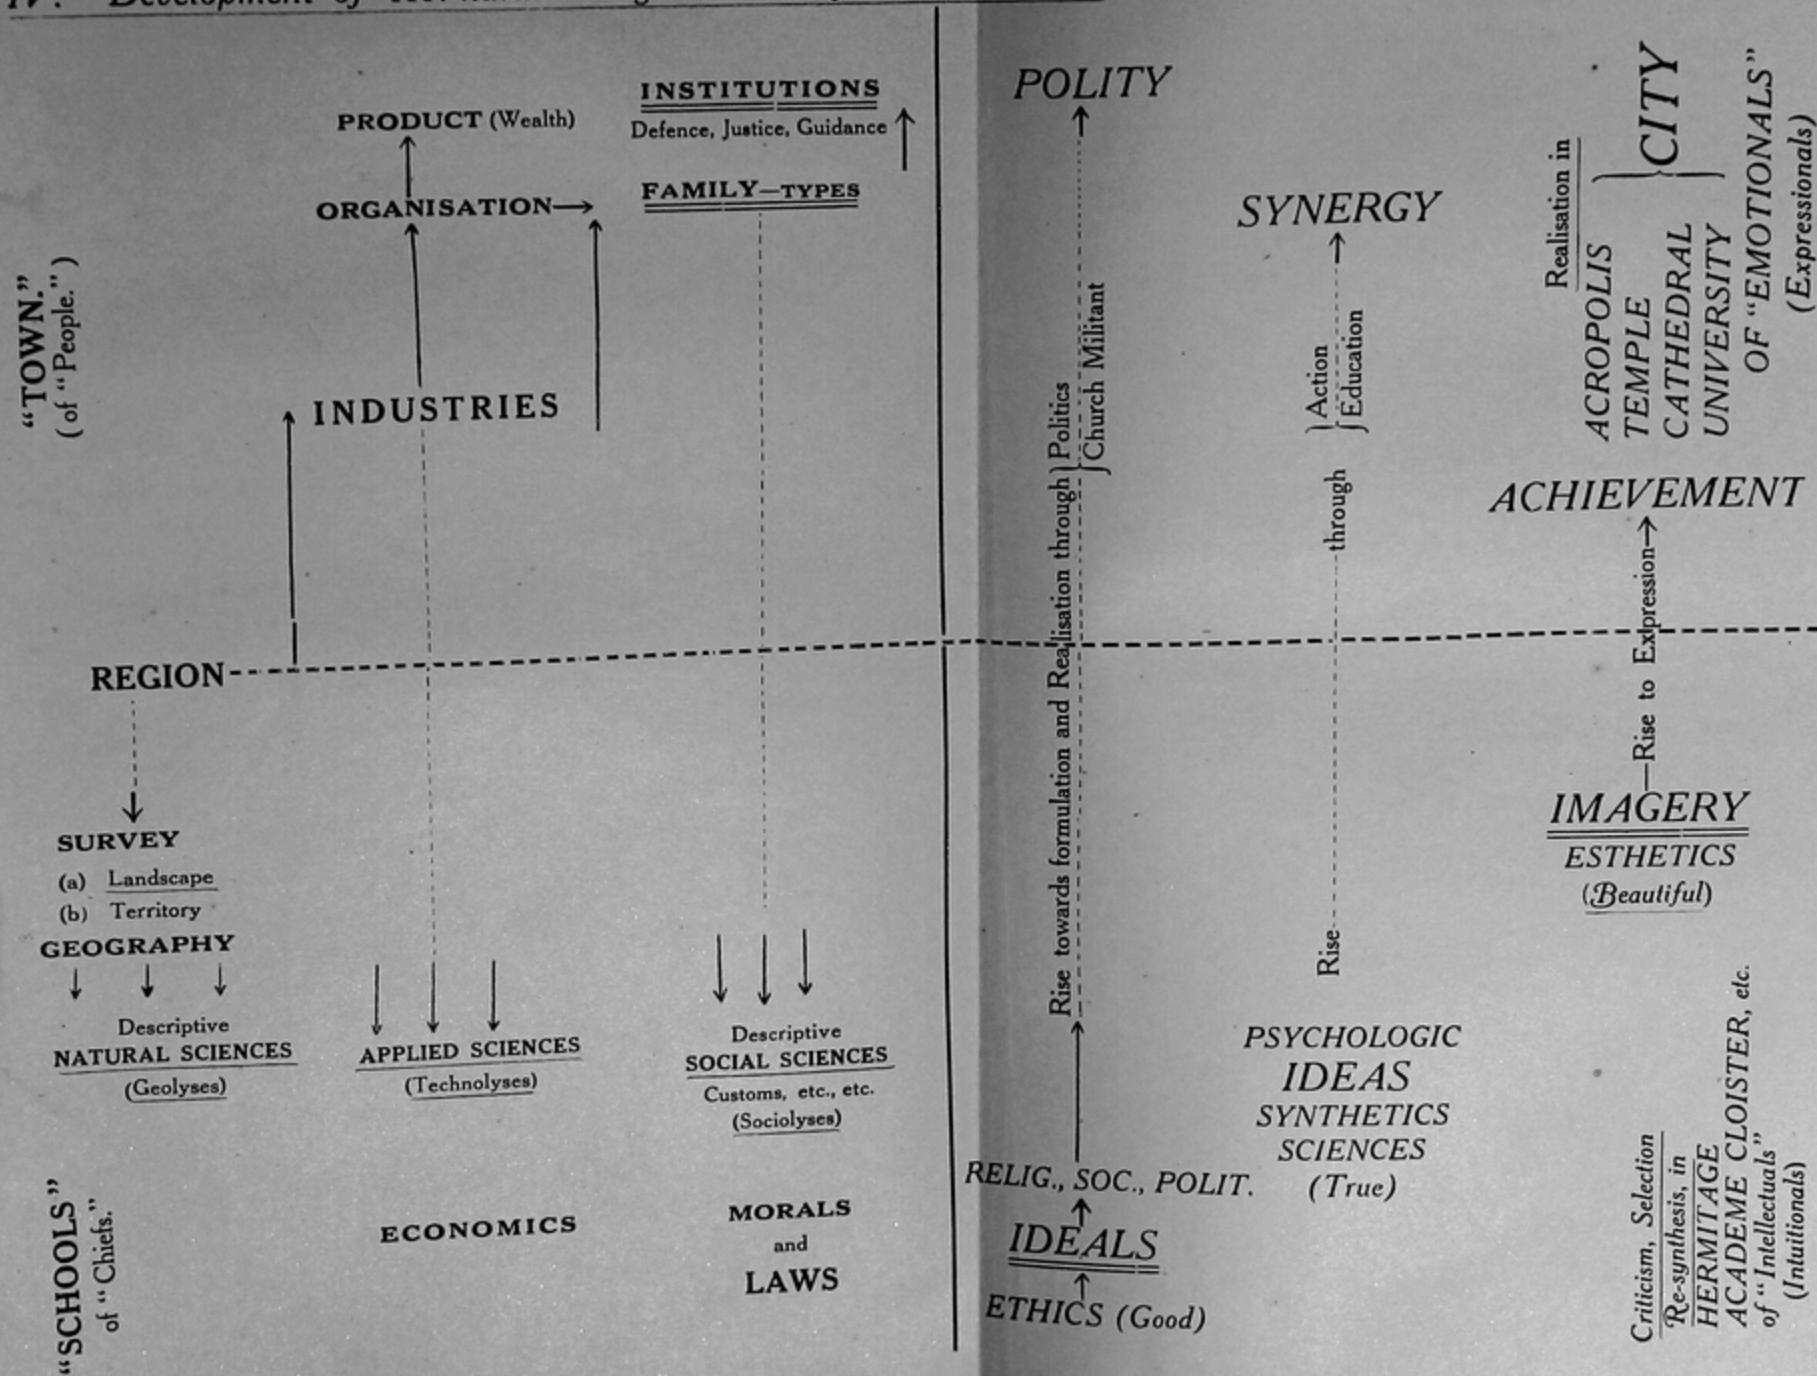 IV. Development of
"TOWN."
(of "People.")
PRODUCT (Wealth)
ORGANISATION
INDUSTRIES
INSTITUTIONS
Defence, Justice, Guidance
FAMILY—TYPES
REGION
SURVEY
(a) Landscape
(b) Territory
GEOGRAPHY
Descriptive
NATURAL SCIENCES
(Geolyses)
APPLIED SCIENCES
(Technolyses)
Descriptive
SOCIAL SCIENCES
Customs, etc., etc.
(Sociolyses)
"SCHOOLS"
of "Chiefs."
ECONOMICS
MORALS
and
LAWS
POLITY
Rise towards formulation and Realisation through
Politics
Church Militant
RELIG., SOC., POLIT.
IDEALS
ETHICS (Good)
SYNERGY
Action
Education
through
Rise
PSYCHOLOGIC
IDEAS
SYNTHETICS
SCIENCES
(True)
Realisation in
ACROPOLIS
TEMPLE
CATHEDRAL
UNIVERSITY
CITY
OF "EMOTIONALS"
(Expressionals)
ACHIEVEMENT
Rise to Expression
IMAGERY
ESTHETICS
(Beautiful)
Criticism, Selection
Re-synthesis, in
HERMITAGE
ACADEME CLOISTER, etc.
of "Intellectuals"
(Intuitionals)